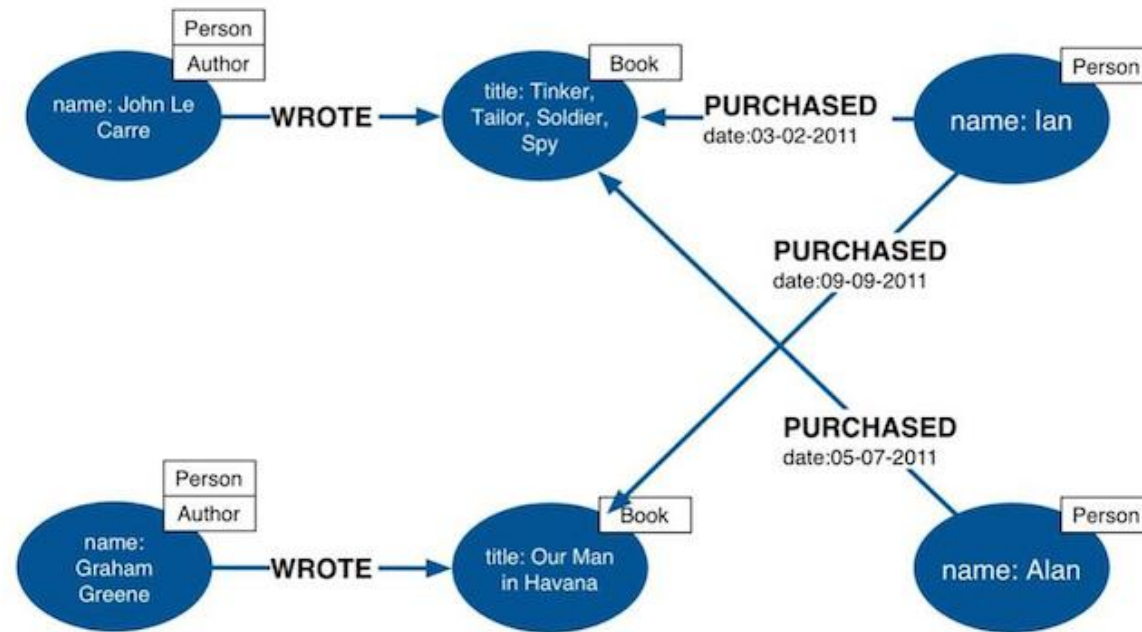 Person
Author
name: John Le
Carre
WROTE
Book
title: Tinker,
Tailor, Soldier,
Spy
PURCHASED
date:03-02-2011
Person
name: Ian
PURCHASED
date:09-09-2011
PURCHASED
date:05-07-2011
Person
Author
name:
Graham
Greene
WROTE
Book
title: Our Man
in Havana
Person
name: Alan